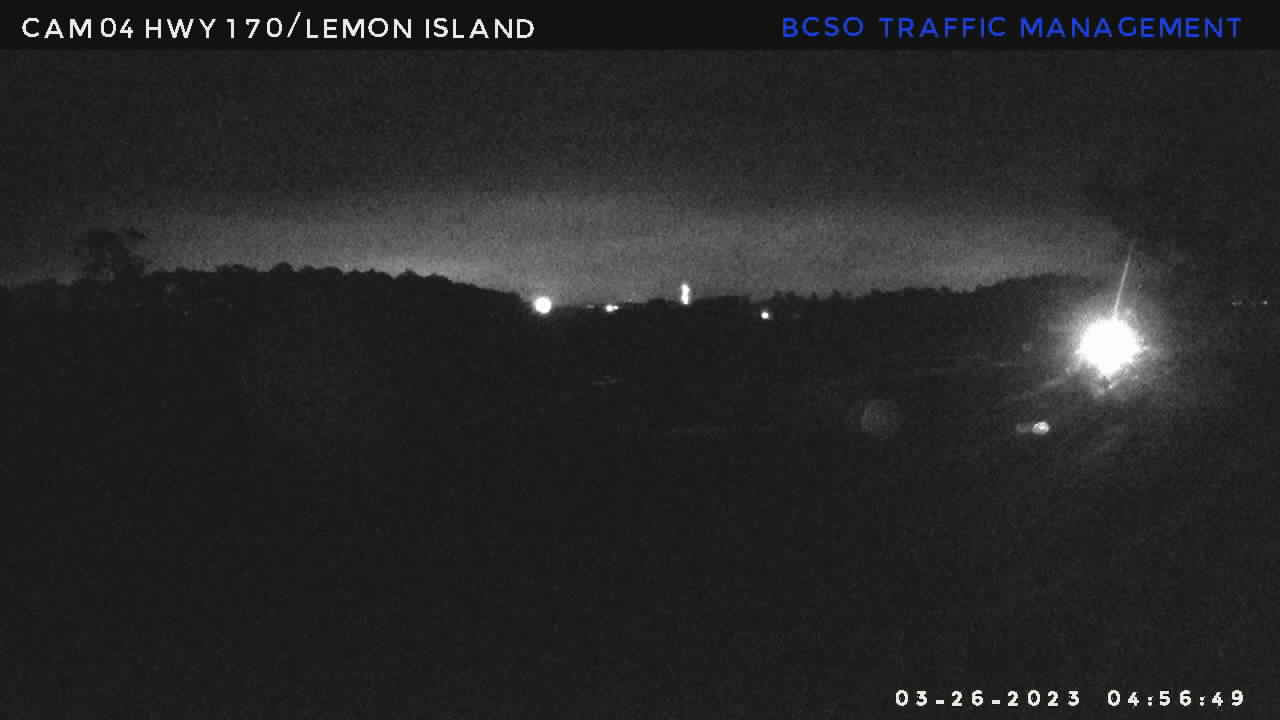 CAM04 HWY 170/LEMON ISLAND
BCSO TRAFFIC MANAGEMENT
03-26-2023 04:56:49